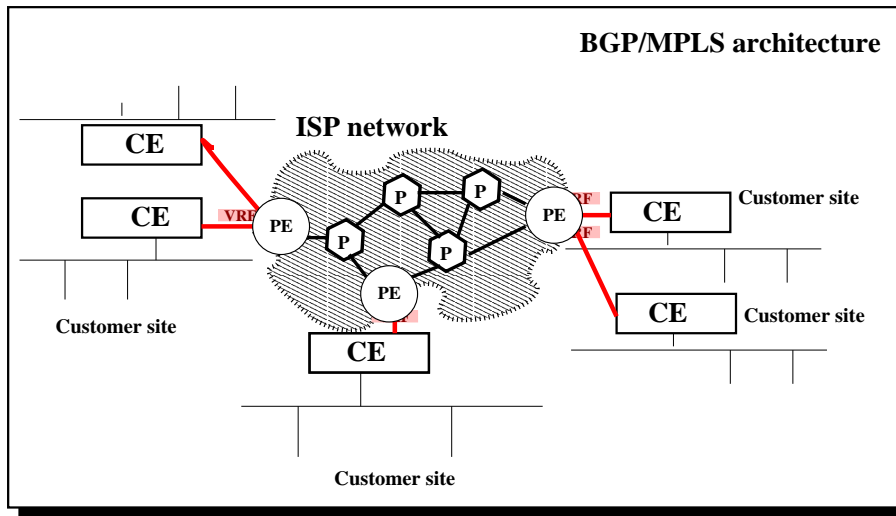 BGP/MPLS architecture
ISP network
CE
CE
VRF
PE
P
P
P
P
PE
PE
CE
Customer site
CE
Customer site
Customer site
CE
Customer site